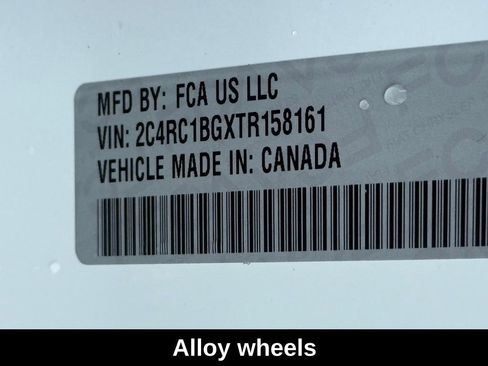 MFD BY: FCA US LLC
VIN: 2C4RC1BGXTR158161
VEHICLE MADE IN: CANADA
Alloy wheels